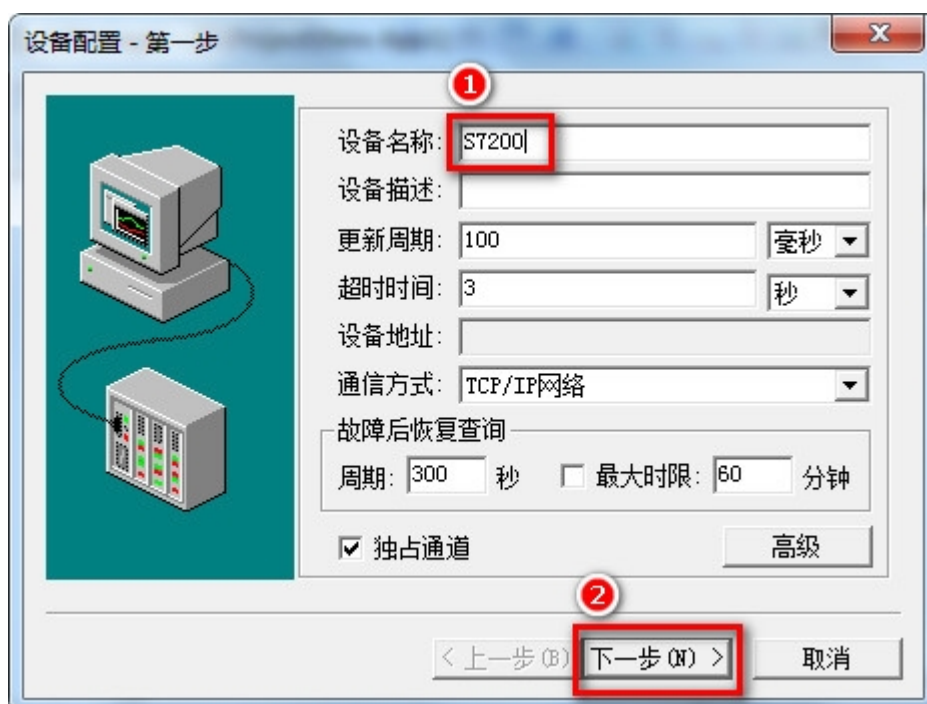 设备配置 - 第一步
1
设备名称: S7200
设备描述:
更新周期: 100 毫秒
超时时间: 3 秒
设备地址:
通信方式: TCP/IP网络
故障后恢复查询
周期: 300 秒 最大时限: 60 分钟
独占通道 高级
2
< 上一步(B) 下一步(N) > 取消